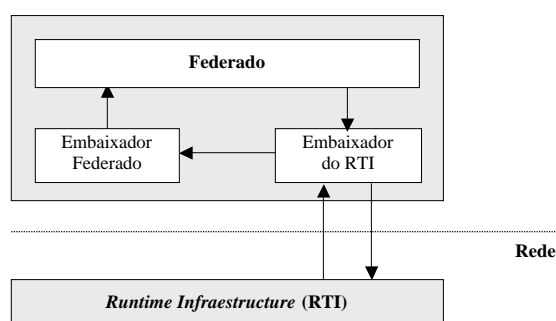 Federado
Embaixador
Federado
Embaixador
do RTI
Rede
Runtime Infraestructure (RTI)